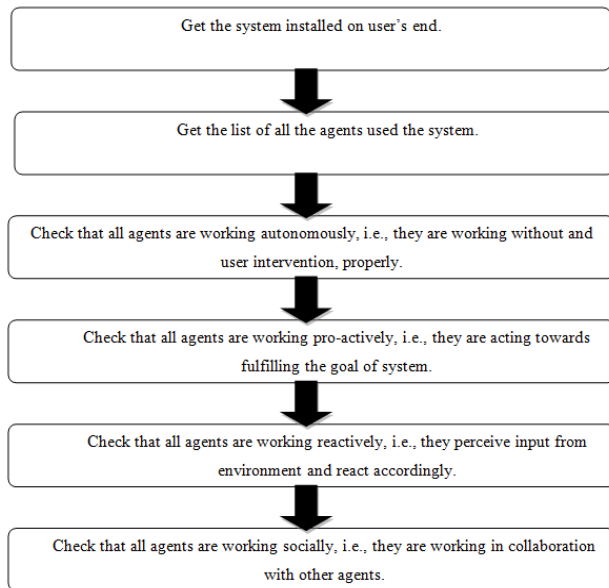 Get the system installed on user’s end.
Get the list of all the agents used the system.
Check that all agents are working autonomously, i.e., they are working without and
user intervention, properly.
Check that all agents are working pro-actively, i.e., they are acting towards
fulfilling the goal of system.
Check that all agents are working reactively, i.e., they perceive input from
environment and react accordingly.
Check that all agents are working socially, i.e., they are working in collaboration
with other agents.